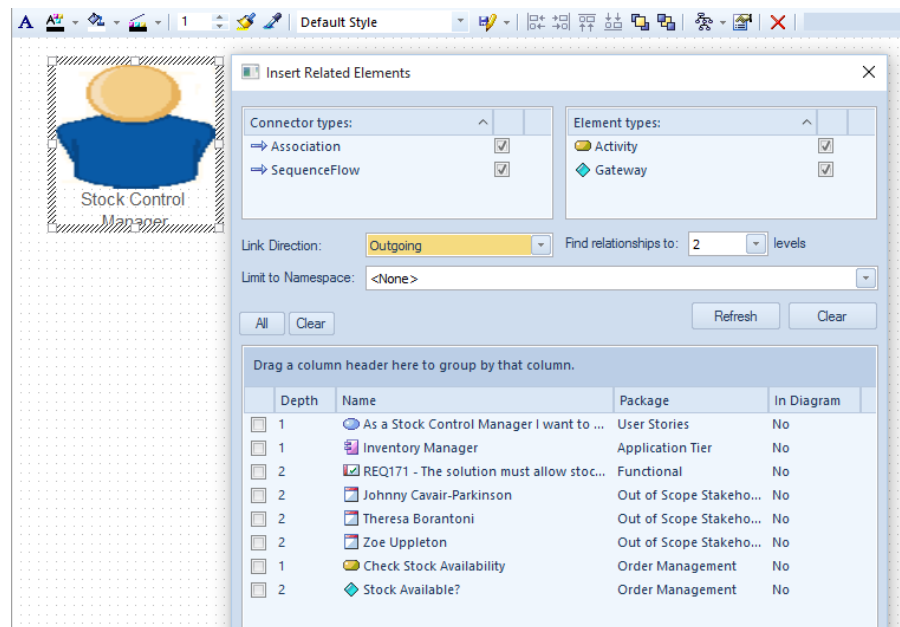 A A 1 Default Style
Insert Related Elements
Stock Control
Manager
Connector types:
Association
SequenceFlow
Element types:
Activity
Gateway
Link Direction: Outgoing Find relationships to: 2 levels
Limit to Namespace: <None>
All Clear Refresh Clear
Drag a column header here to group by that column.
Depth Name Package In Diagram
1 As a Stock Control Manager I want to ... User Stories No
1 Inventory Manager Application Tier No
2 REQ171 - The solution must allow stoc... Functional No
2 Johnny Cavair-Parkinson Out of Scope Stakeho... No
2 Theresa Borantoni Out of Scope Stakeho... No
2 Zoe Uppleton Out of Scope Stakeho... No
1 Check Stock Availability Order Management No
2 Stock Available? Order Management No